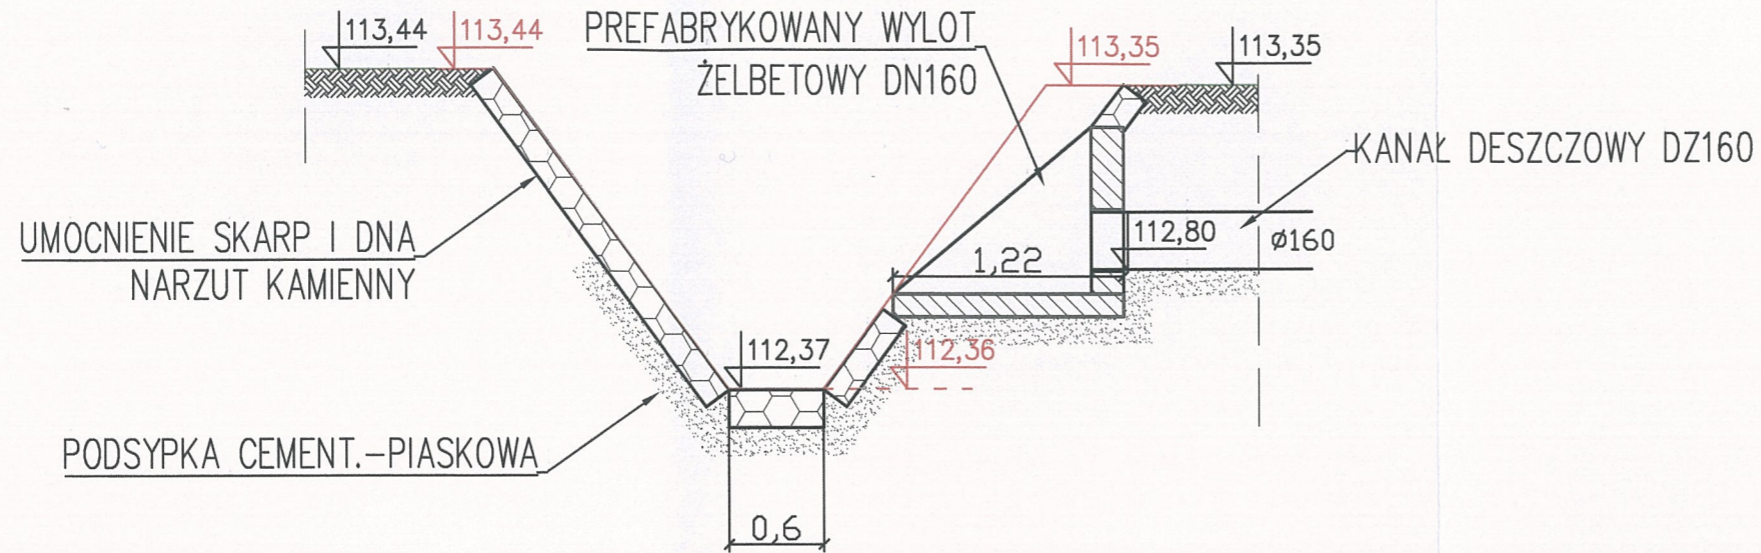 113,44
113,44
PREFABRYKOWANY WYLOT
ŻELBETOWY DN160
113,35
113,35
KANAŁ DESZCZOWY DZ160
UMOCNIENIE SKARP I DNA
NARZUT KAMIENNY
112,80
ø160
1,22
112,37
112,36
PODSYPKA CEMENT.-PIASKOWA
0,6